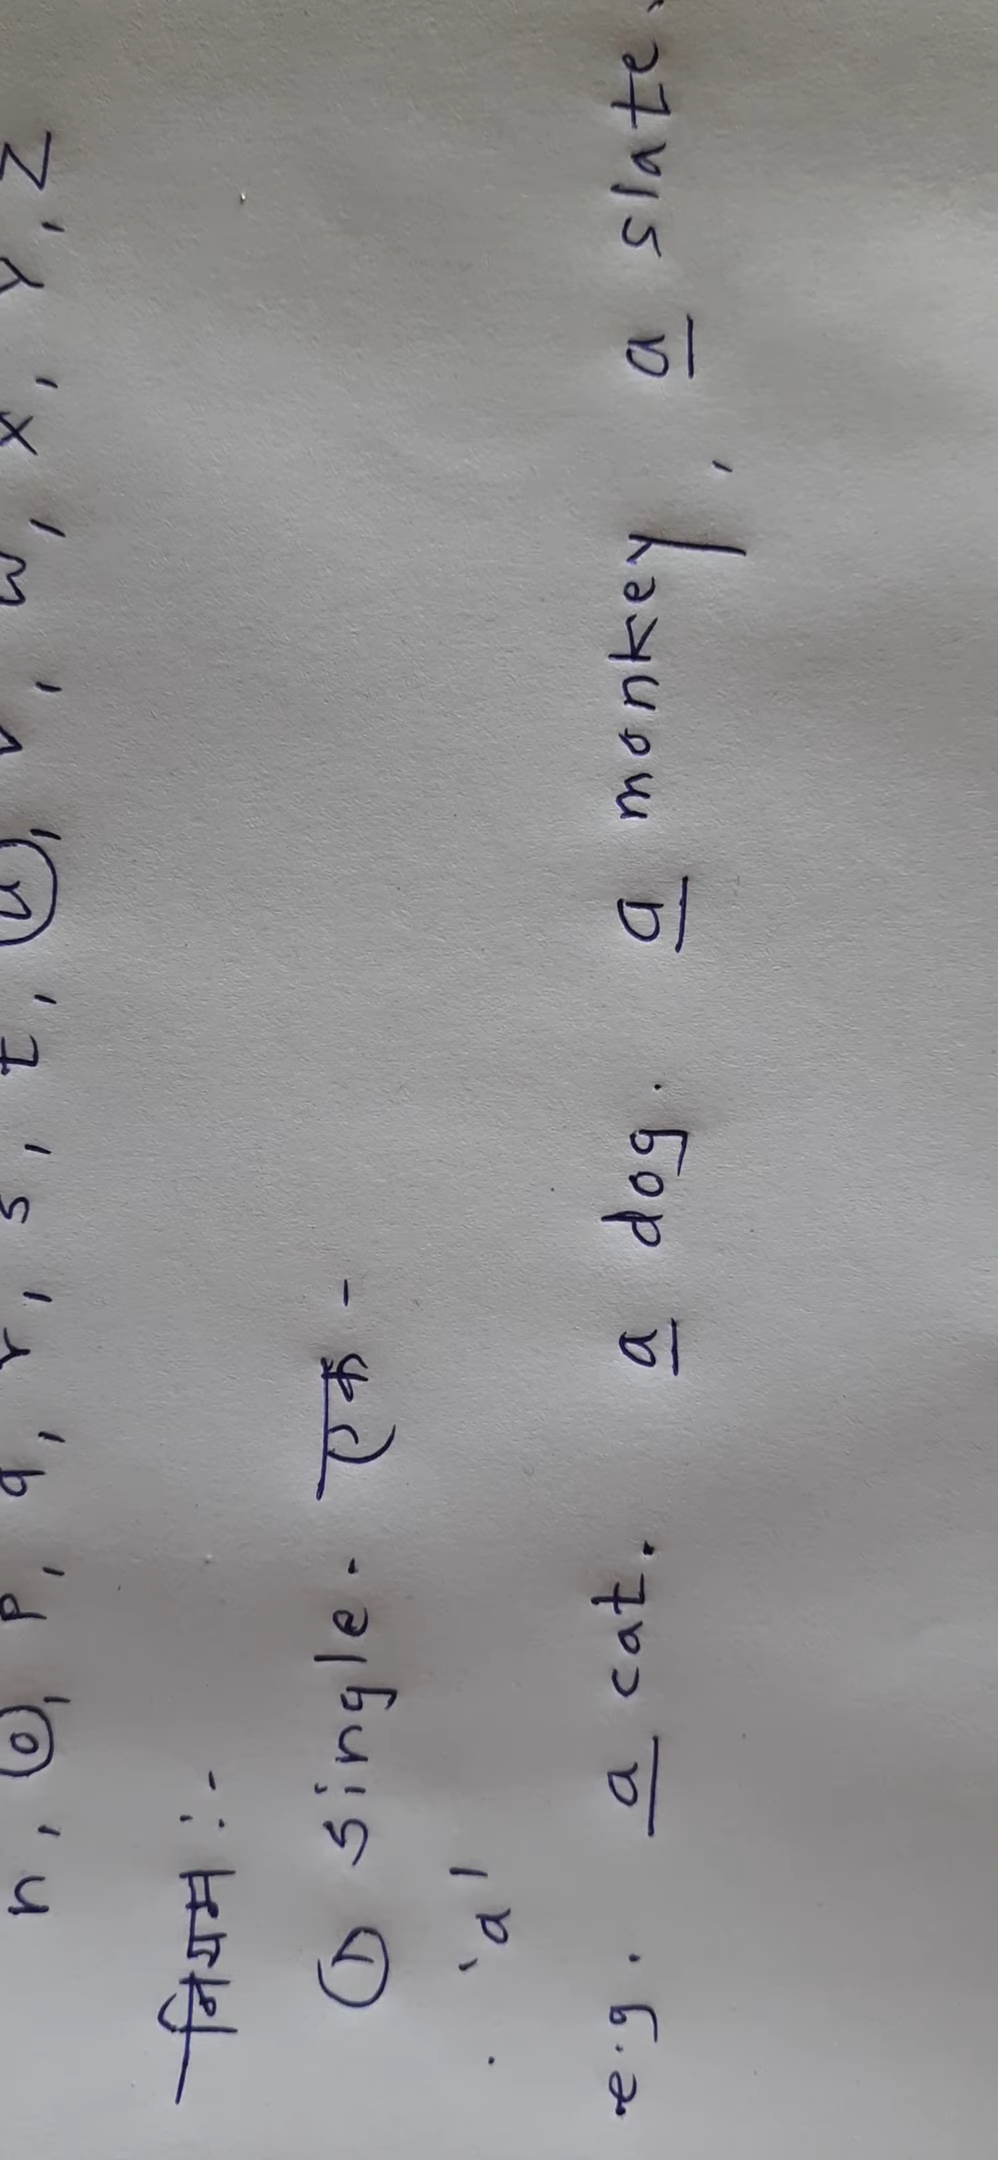 n, o, p, q, r, s, t, u, v, w, x, y, z
नियम :-
① single. एक -
. 'a'
e.g. a cat. a dog. a monkey, a slate.